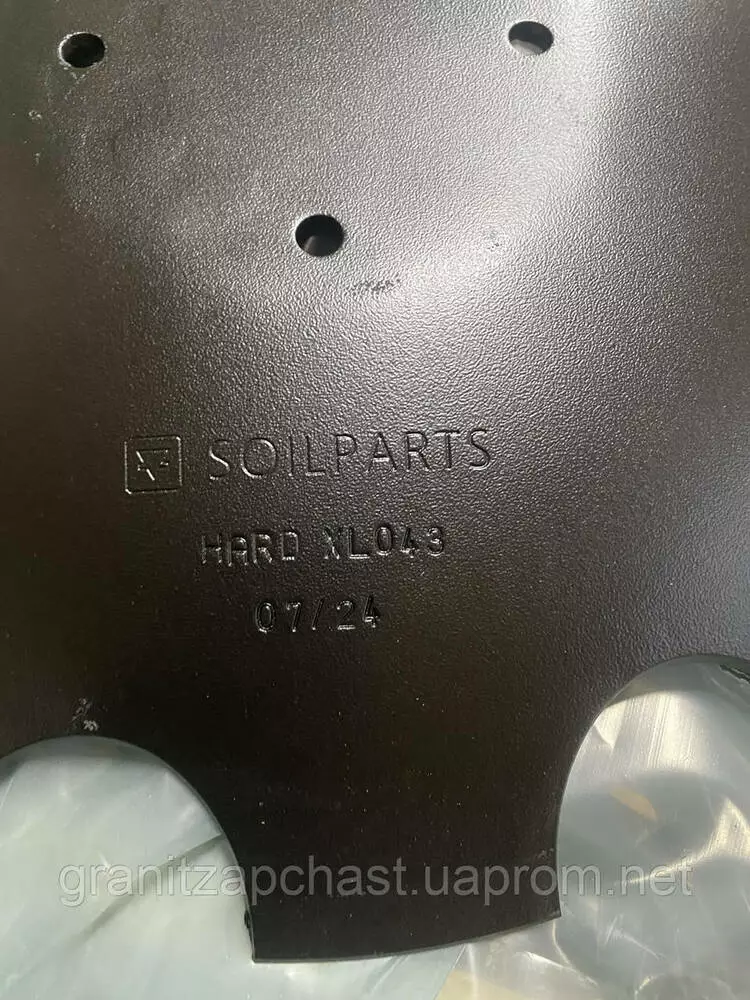 SOILPARTS
HARD XL043
07/24
granitzapchast.uaprom.net